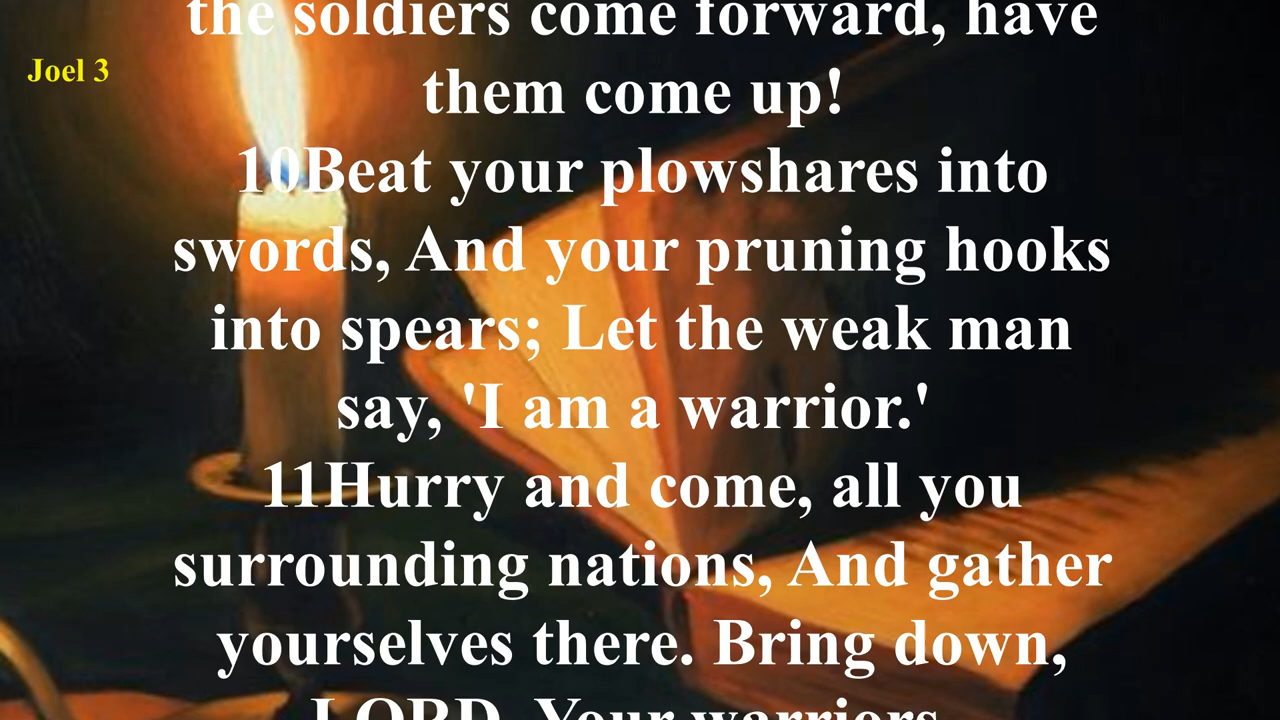 the soldiers come forward, have
Joel 3
them come up!
10Beat your plowshares into
swords, And your pruning hooks
into spears; Let the weak man
say, 'I am a warrior.'
11Hurry and come, all you
surrounding nations, And gather
yourselves there. Bring down,
LORD, Your warriors.